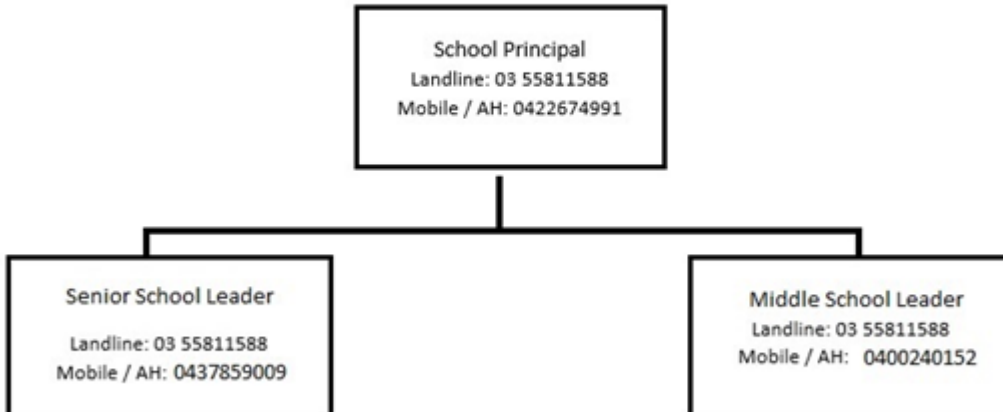 School Principal
Landline: 03 55811588
Mobile / AH: 0422674991
Senior School Leader
Landline: 03 55811588
Mobile / AH: 0437859009
Middle School Leader
Landline: 03 55811588
Mobile / AH: 0400240152